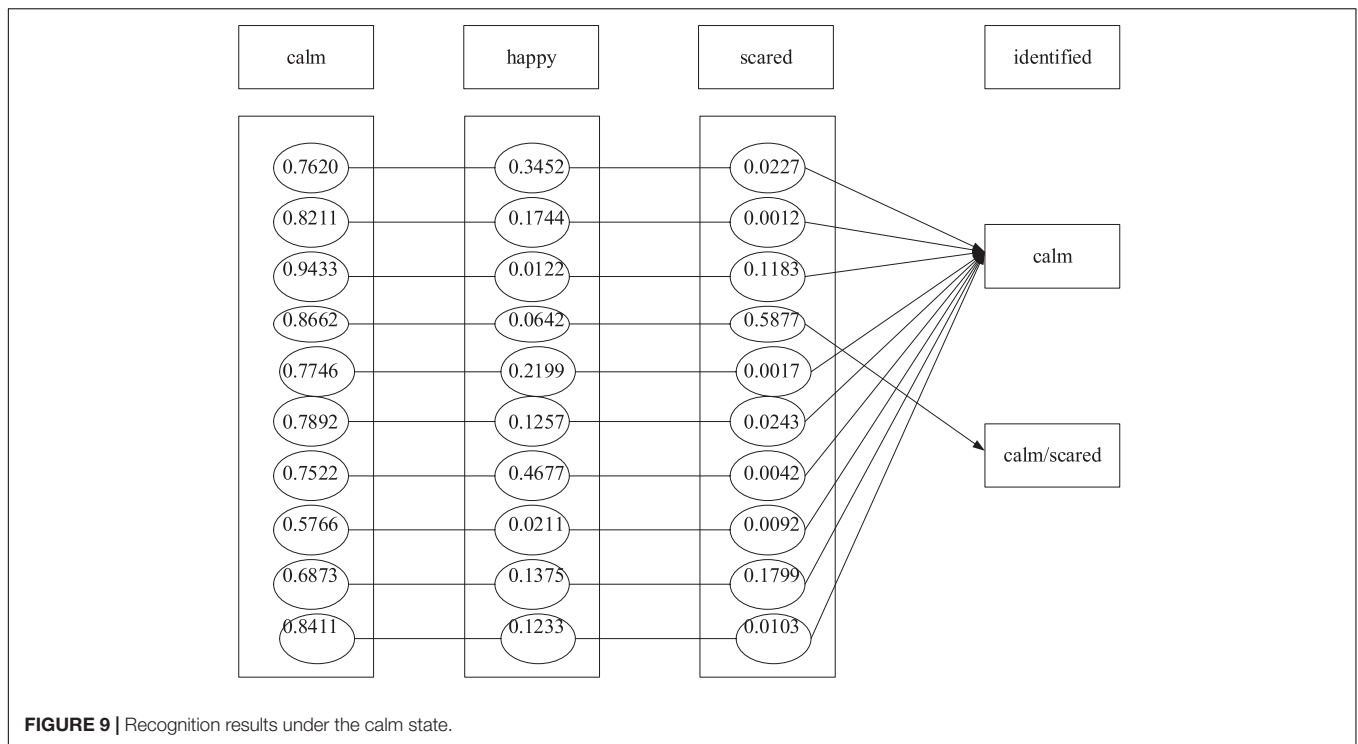 calm happy scared identified
0.7620 0.3452 0.0227
0.8211 0.1744 0.0012
calm
0.9433 0.0122 0.1183
0.8662 0.0642 0.5877
0.7746 0.2199 0.0017
0.7892 0.1257 0.0243
calm/scared
0.7522 0.4677 0.0042
0.5766 0.0211 0.0092
0.6873 0.1375 0.1799
0.8411 0.1233 0.0103
FIGURE 9 | Recognition results under the calm state.